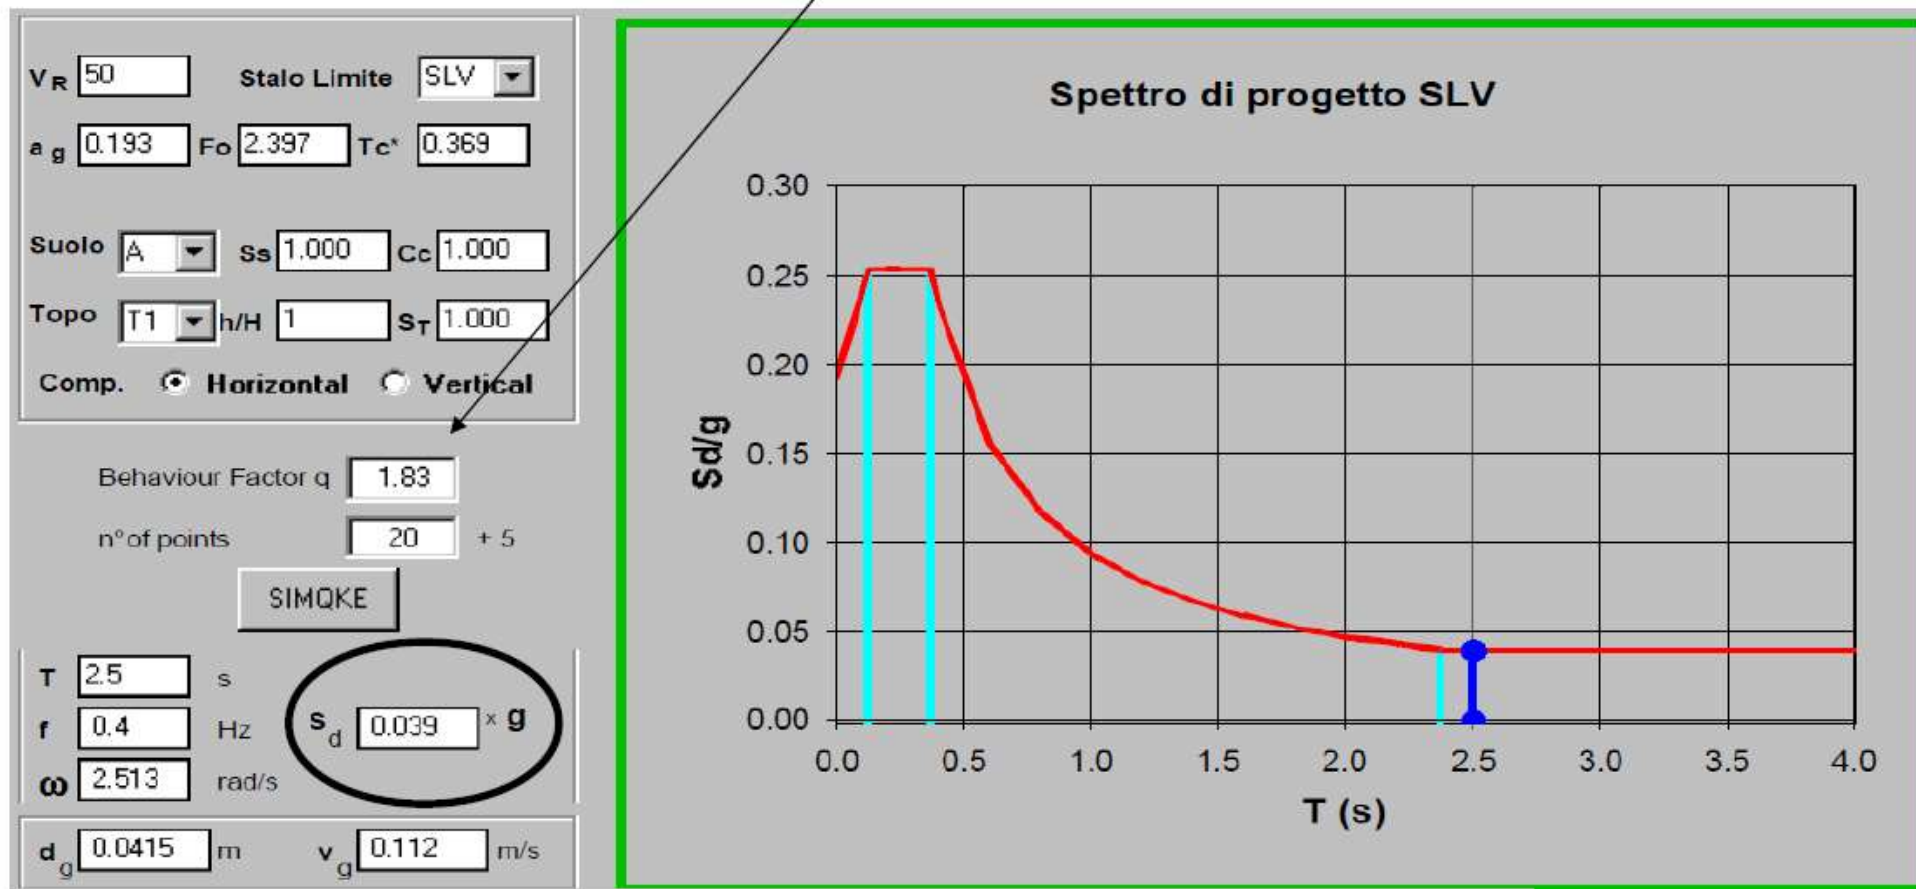 V R 50 Stalo Limite SLV
a g 0.193 Fo 2.397 Tc* 0.369
Suolo A Ss 1.000 Cc 1.000
Topo T1 h/H 1 ST 1.000
Comp. Horizontal Vertical
Behaviour Factor q 1.83
n° of points 20 + 5
SIMQKE
T 2.5 s
f 0.4 Hz
ω 2.513 rad/s
sd 0.039 × g
dg 0.0415 m vg 0.112 m/s
Spettro di progetto SLV
Sd/g
0.30
0.25
0.20
0.15
0.10
0.05
0.00
0.0 0.5 1.0 1.5 2.0 2.5 3.0 3.5 4.0
T (s)